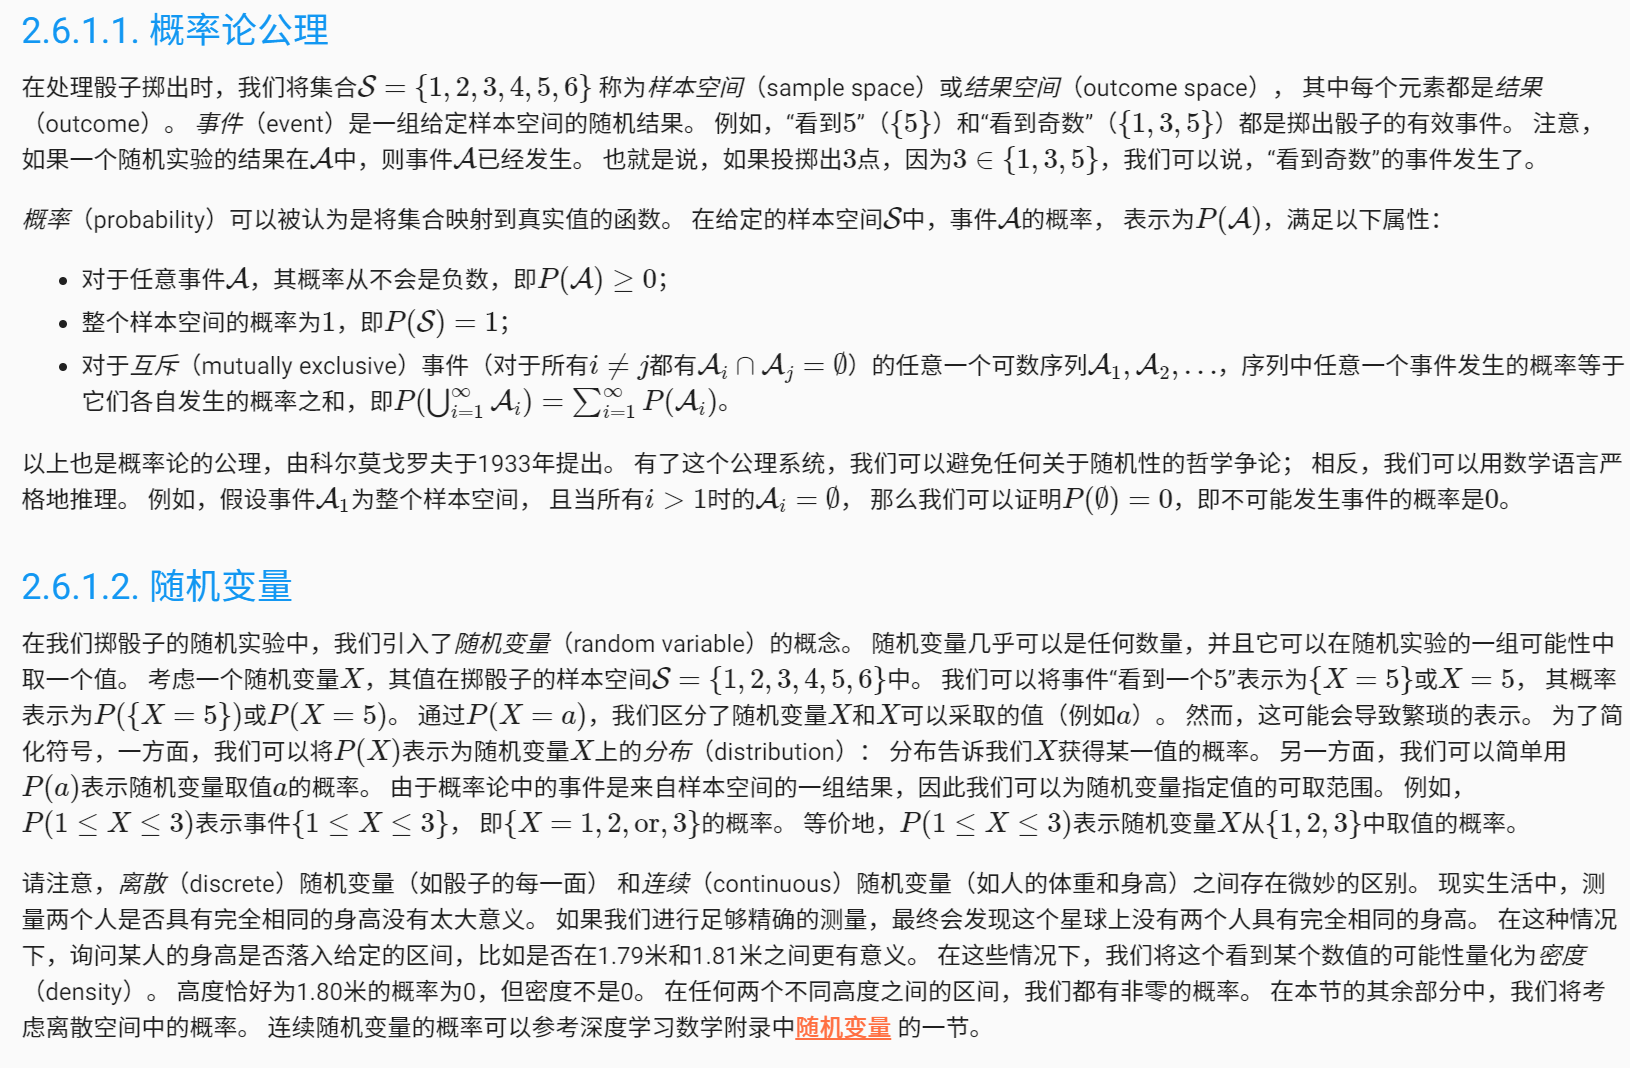 2.6.1.1. 概率论公理
在处理骰子掷出时，我们将集合𝒮 = {1, 2, 3, 4, 5, 6} 称为样本空间（sample space）或结果空间（outcome space）， 其中每个元素都是结果
（outcome）。 事件（event）是一组给定样本空间的随机结果。 例如，“看到5”（{5}）和“看到奇数”（{1, 3, 5}）都是掷出骰子的有效事件。 注意，
如果一个随机实验的结果在𝒜中，则事件𝒜已经发生。 也就是说，如果投掷出3点，因为3 ∈ {1, 3, 5}，我们可以说，“看到奇数”的事件发生了。
概率（probability）可以被认为是将集合映射到真实值的函数。 在给定的样本空间𝒮中，事件𝒜的概率， 表示为P(𝒜)，满足以下属性：
• 对于任意事件𝒜，其概率从不会是负数，即P(𝒜) ≥ 0；
• 整个样本空间的概率为1，即P(𝒮) = 1；
• 对于互斥（mutually exclusive）事件（对于所有i ≠ j都有𝒜ᵢ ∩ 𝒜ⱼ = ∅）的任意一个可数序列𝒜₁, 𝒜₂, …，序列中任意一个事件发生的概率等于
它们各自发生的概率之和，即P(⋃_{i=1}^{∞} 𝒜ᵢ) = ∑_{i=1}^{∞} P(𝒜ᵢ)。
以上也是概率论的公理，由科尔莫戈罗夫于1933年提出。 有了这个公理系统，我们可以避免任何关于随机性的哲学争论； 相反，我们可以用数学语言严
格地推理。 例如，假设事件𝒜₁为整个样本空间， 且当所有i > 1时的𝒜ᵢ = ∅， 那么我们可以证明P(∅) = 0，即不可能发生事件的概率是0。
2.6.1.2. 随机变量
在我们掷骰子的随机实验中，我们引入了随机变量（random variable）的概念。 随机变量几乎可以是任何数量，并且它可以在随机实验的一组可能性中
取一个值。 考虑一个随机变量X，其值在掷骰子的样本空间𝒮 = {1, 2, 3, 4, 5, 6}中。 我们可以将事件“看到一个5”表示为{X = 5}或X = 5， 其概率
表示为P({X = 5})或P(X = 5)。 通过P(X = a)，我们区分了随机变量X和X可以采取的值（例如a）。 然而，这可能会导致繁琐的表示。 为了简
化符号，一方面，我们可以将P(X)表示为随机变量X上的分布（distribution）： 分布告诉我们X获得某一值的概率。 另一方面，我们可以简单用
P(a)表示随机变量取值a的概率。 由于概率论中的事件是来自样本空间的一组结果，因此我们可以为随机变量指定值的可取范围。 例如，
P(1 ≤ X ≤ 3)表示事件{1 ≤ X ≤ 3}， 即{X = 1, 2, or, 3}的概率。 等价地，P(1 ≤ X ≤ 3)表示随机变量X从{1, 2, 3}中取值的概率。
请注意，离散（discrete）随机变量（如骰子的每一面） 和连续（continuous）随机变量（如人的体重和身高）之间存在微妙的区别。 现实生活中，测
量两个人是否具有完全相同的身高没有太大意义。 如果我们进行足够精确的测量，最终会发现这个星球上没有两个人具有完全相同的身高。 在这种情况
下，询问某人的身高是否落入给定的区间，比如是否在1.79米和1.81米之间更有意义。 在这些情况下，我们将这个看到某个数值的可能性量化为密度
（density）。 高度恰好为1.80米的概率为0，但密度不是0。 在任何两个不同高度之间的区间，我们都有非零的概率。 在本节的其余部分中，我们将考
虑离散空间中的概率。 连续随机变量的概率可以参考深度学习数学附录中随机变量 的一节。